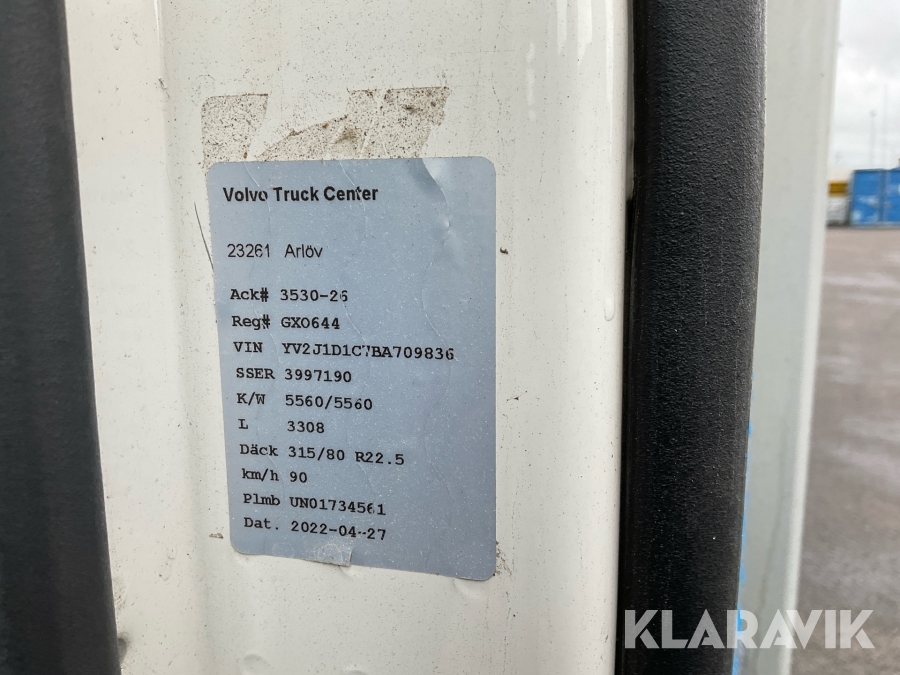 Volvo Truck Center
23261 Arlöv
Ack# 3530-26
Reg# GXO644
VIN YV2J1D1C7BA709836
SSER 3997190
K/W 5560/5560
L 3308
Däck 315/80 R22.5
km/h 90
Plmb UN01734561
Dat. 2022-04-27
KLARAVIK